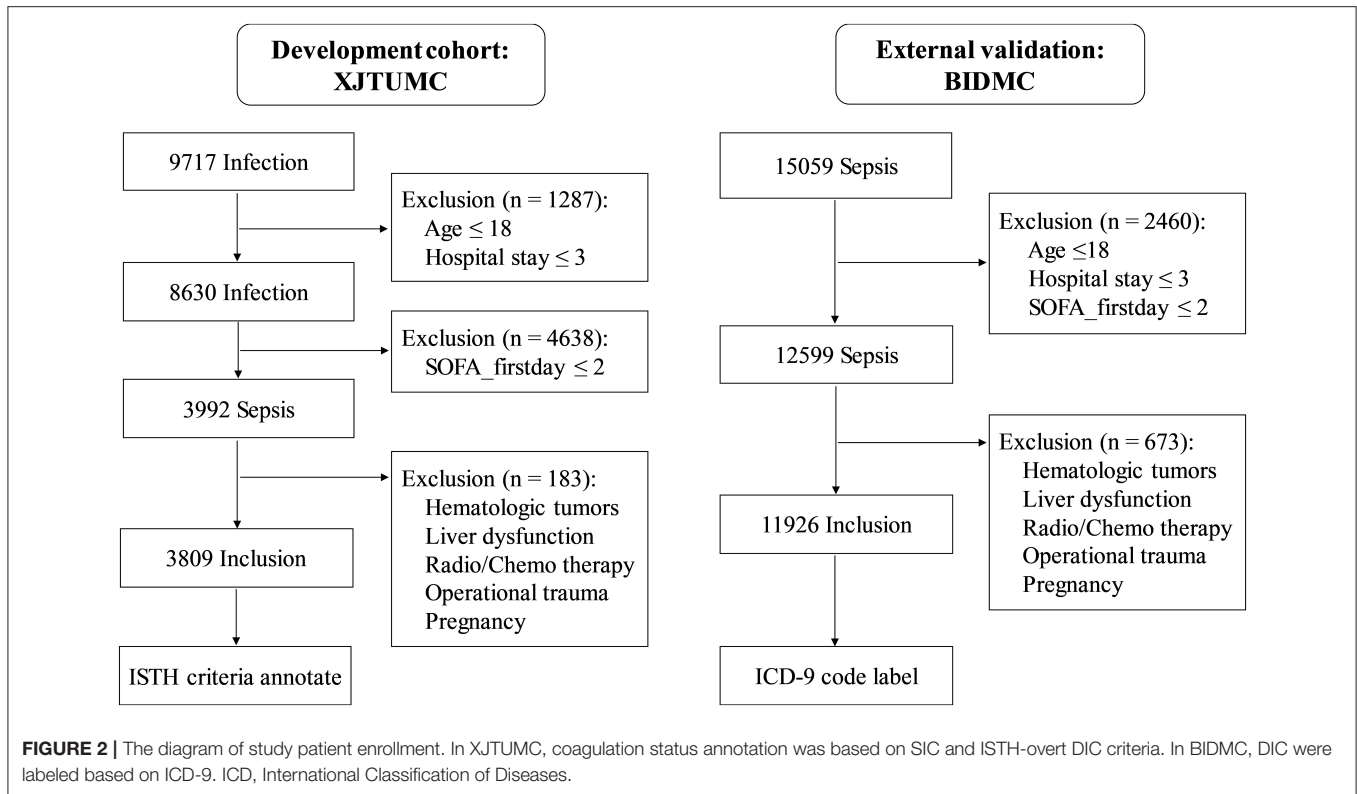 Development cohort:
XJTUMC
9717 Infection
Exclusion (n = 1287):
Age ≤ 18
Hospital stay ≤ 3
8630 Infection
Exclusion (n = 4638):
SOFA_firstday ≤ 2
3992 Sepsis
Exclusion (n = 183):
Hematologic tumors
Liver dysfunction
Radio/Chemo therapy
Operational trauma
Pregnancy
3809 Inclusion
ISTH criteria annotate
External validation:
BIDMC
15059 Sepsis
Exclusion (n = 2460):
Age ≤18
Hospital stay ≤ 3
SOFA_firstday ≤ 2
12599 Sepsis
Exclusion (n = 673):
Hematologic tumors
Liver dysfunction
Radio/Chemo therapy
Operational trauma
Pregnancy
11926 Inclusion
ICD-9 code label
FIGURE 2 | The diagram of study patient enrollment. In XJTUMC, coagulation status annotation was based on SIC and ISTH-overt DIC criteria. In BIDMC, DIC were
labeled based on ICD-9. ICD, International Classification of Diseases.